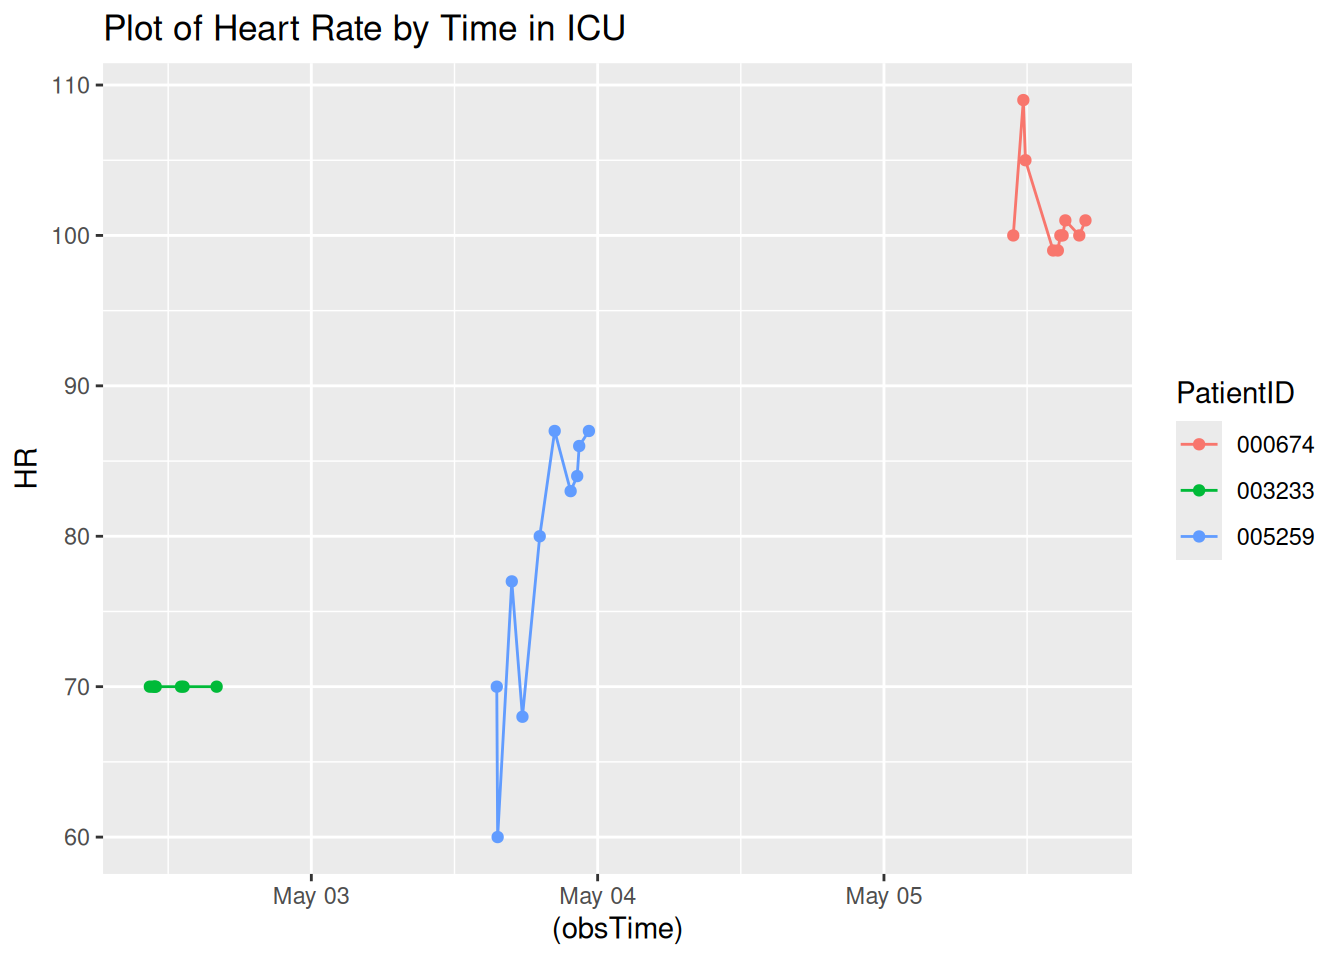 Plot of Heart Rate by Time in ICU
110
100
90
80
70
60
HR
May 03
May 04
May 05
(obsTime)
PatientID
000674
003233
005259